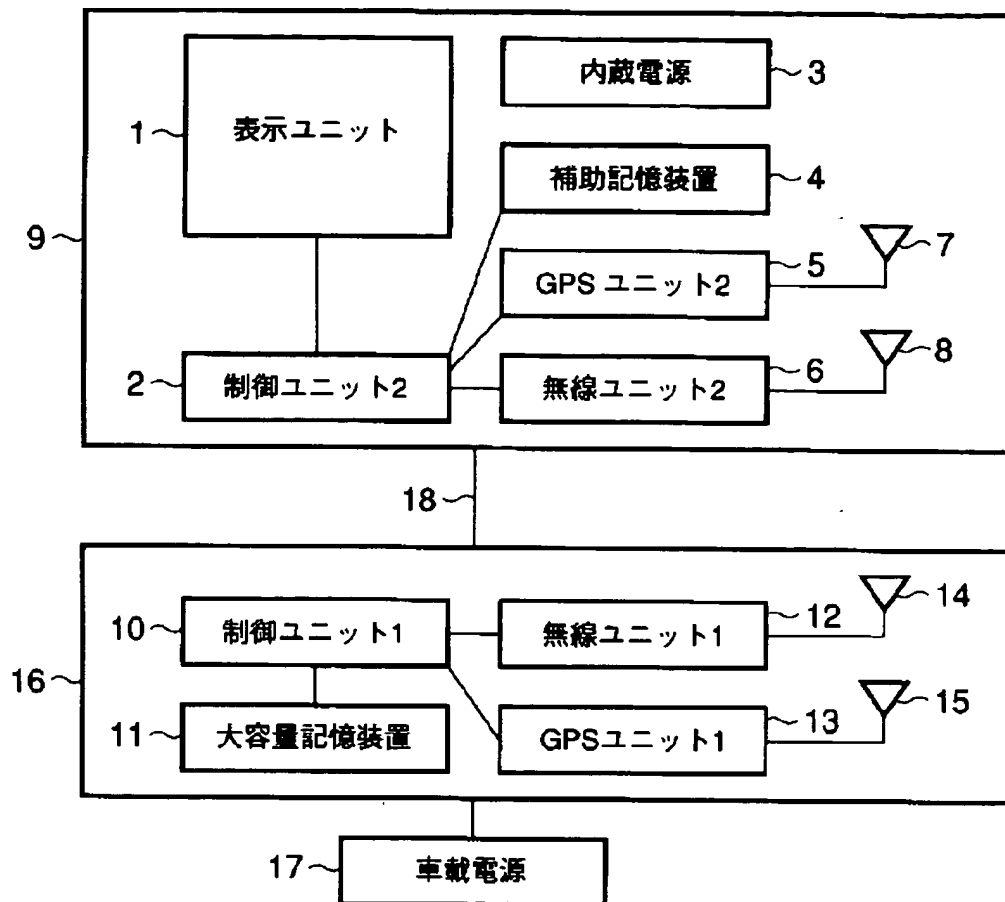 内蔵電源 3
1 表示ユニット
補助記憶装置 4
9
GPS ユニット2 5 7
2 制御ユニット2 無線ユニット2 6 8
18
10 制御ユニット1 無線ユニット1 12 14
16
11 大容量記憶装置 GPSユニット1 13 15
17 車載電源